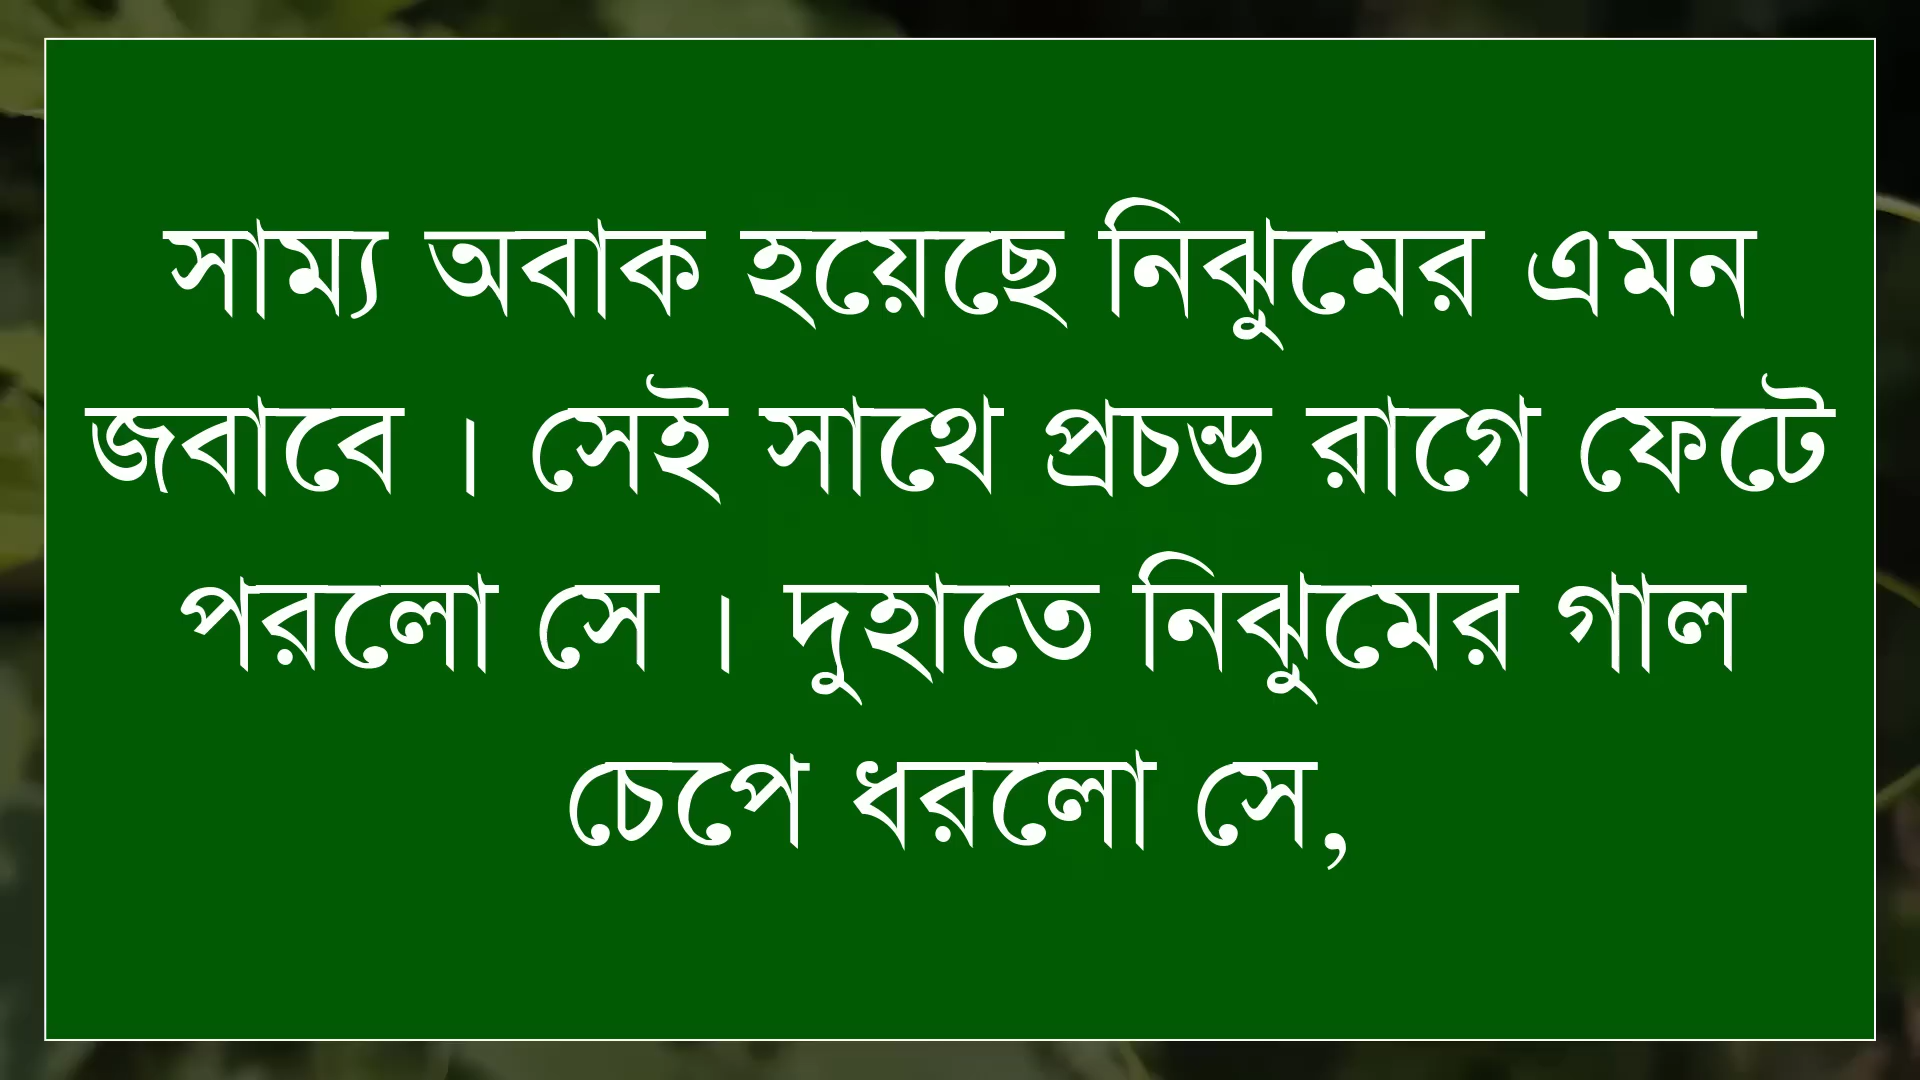 সাম্য অবাক হয়েছে নিঝুমের এমন
জবাবে । সেই সাথে প্রচন্ড রাগে ফেটে
পরলো সে । দুহাতে নিঝুমের গাল
চেপে ধরলো সে,